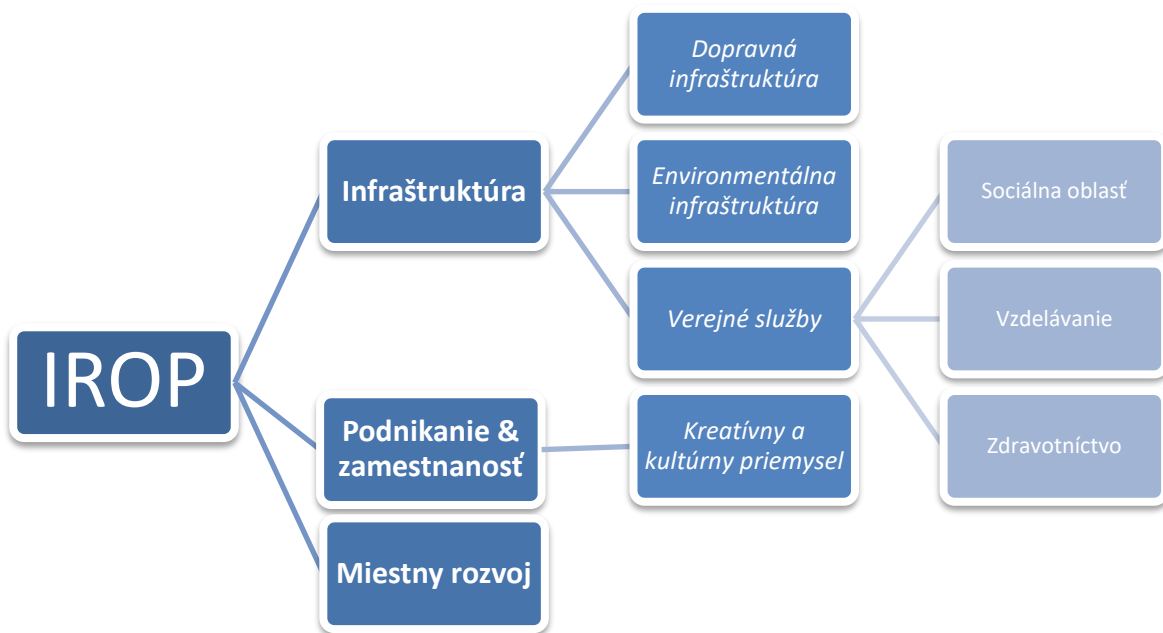 Dopravná
infraštruktúra
Infraštruktúra
Environmentálna
infraštruktúra
Sociálna oblasť
Verejné služby
Vzdelávanie
IROP
Podnikanie &
zamestnanosť
Kreatívny a
kultúrny priemysel
Zdravotníctvo
Miestny rozvoj